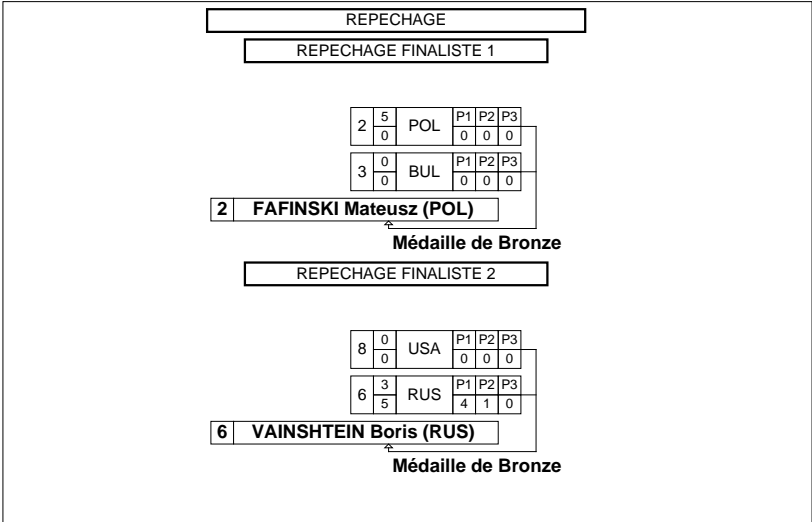 REPECHAGE
REPECHAGE FINALISTE 1
2 5 POL P1 P2 P3
0 0 0 0
3 0 BUL P1 P2 P3
0 0 0 0
2 FAFINSKI Mateusz (POL)
Médaille de Bronze
REPECHAGE FINALISTE 2
8 0 USA P1 P2 P3
0 0 0 0
6 3 RUS P1 P2 P3
5 4 1 0
6 VAINSHTEIN Boris (RUS)
Médaille de Bronze